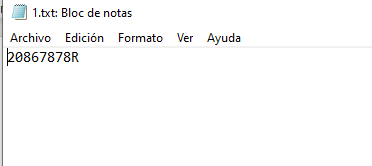 1.txt: Bloc de notas
Archivo Edición Formato Ver Ayuda
20867878R